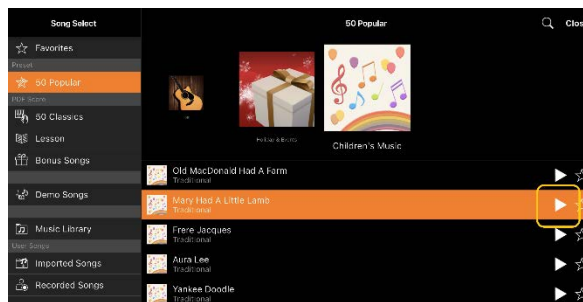 Song Select
50 Popular
Favorites
Preset
50 Popular
PDF Score
50 Classics
Lesson
Bonus Songs
Demo Songs
Music Library
User Songs
Imported Songs
Recorded Songs
Holiday & Events
Children's Music
Old MacDonald Had A Farm
Traditional
Mary Had A Little Lamb
Traditional
Frere Jacques
Traditional
Aura Lee
Traditional
Yankee Doodle
Traditional